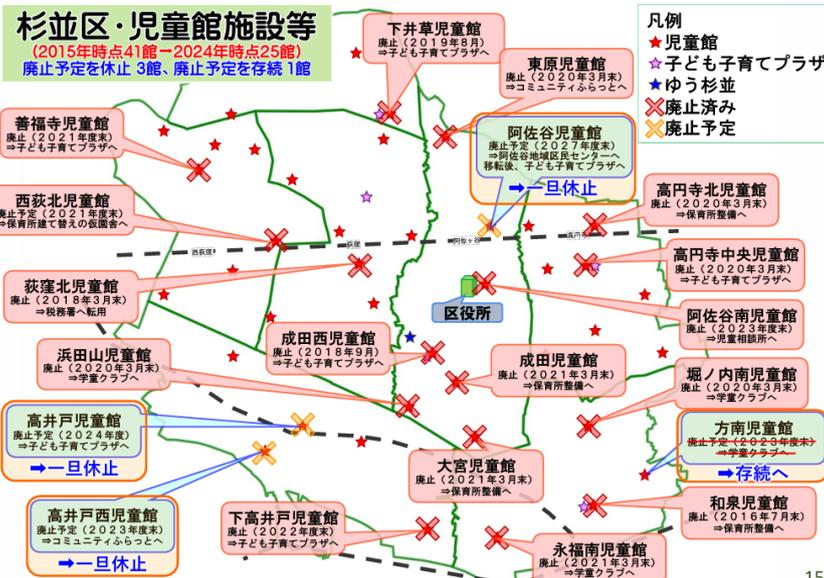 杉並区・児童館施設等
(2015年時点41館→2024年時点25館)
廃止予定を休止 3館、廃止予定を存続 1館
凡例
児童館
子ども子育てプラザ
ゆう杉並
廃止済み
廃止予定
下井草児童館
廃止（2019年8月）
⇒子ども子育てプラザへ
東原児童館
廃止（2020年3月末）
⇒コミュニティふらっとへ
善福寺児童館
廃止（2021年度末）
⇒子ども子育てプラザへ
阿佐谷児童館
廃止予定（2027年度末）
⇒阿佐谷地域区民センターへ
移転後、子ども子育てプラザへ
➡一旦休止
西荻北児童館
廃止予定（2021年度末）
⇒保育所建て替えの仮園舎へ
高円寺北児童館
廃止（2020年3月末）
⇒保育所整備へ
西荻窪
荻窪
阿佐ヶ谷
高円寺
高円寺中央児童館
廃止（2020年3月末）
⇒子ども子育てプラザへ
荻窪北児童館
廃止（2018年3月末）
⇒税務署へ転用
区役所
阿佐谷南児童館
廃止（2023年度末）
⇒児童相談所へ
成田西児童館
廃止（2018年9月）
⇒子ども子育てプラザへ
浜田山児童館
廃止（2020年3月末）
⇒学童クラブへ
成田児童館
廃止（2021年3月末）
⇒保育所整備へ
堀ノ内南児童館
廃止（2020年3月末）
⇒学童クラブへ
高井戸児童館
廃止予定（2024年度）
⇒子ども子育てプラザへ
➡一旦休止
方南児童館
廃止予定（2023年度末）
⇒学童クラブへ
➡存続へ
大宮児童館
廃止（2021年3月末）
⇒保育所整備へ
高井戸西児童館
廃止予定（2023年度末）
⇒コミュニティふらっとへ
➡一旦休止
下高井戸児童館
廃止（2022年度末）
⇒子ども子育てプラザへ
和泉児童館
廃止（2016年7月末）
⇒保育所整備へ
永福南児童館
廃止（2021年3月末）
⇒学童クラブへ
15